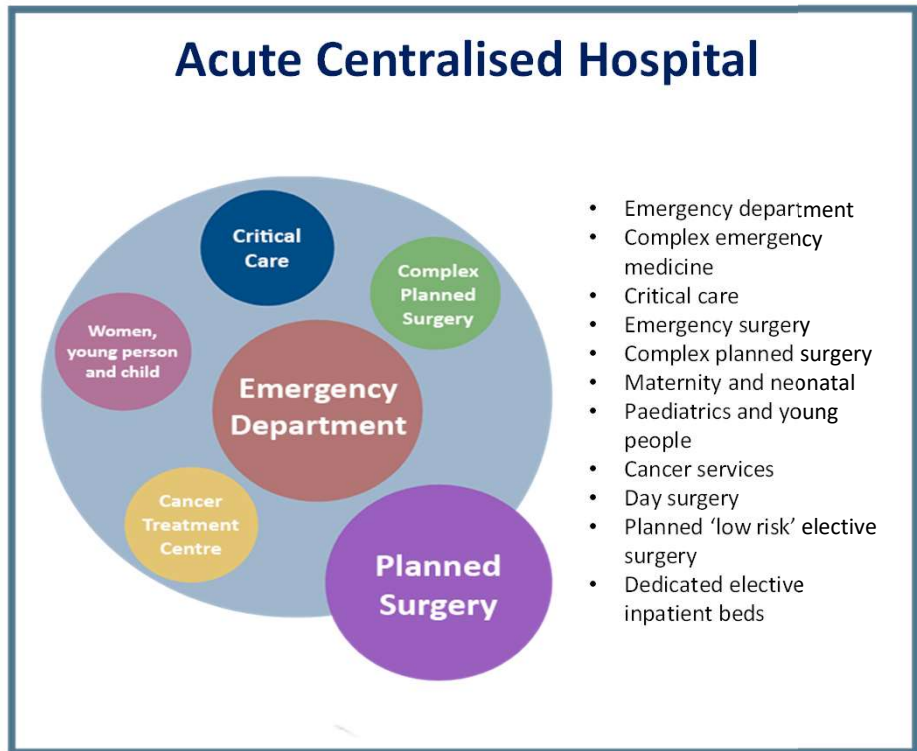 Acute Centralised Hospital
Critical
Care
Complex
Planned
Surgery
Women,
young person
and child
Emergency
Department
Cancer
Treatment
Centre
Planned
Surgery
• Emergency department
• Complex emergency
medicine
• Critical care
• Emergency surgery
• Complex planned surgery
• Maternity and neonatal
• Paediatrics and young
people
• Cancer services
• Day surgery
• Planned ‘low risk’ elective
surgery
• Dedicated elective
inpatient beds